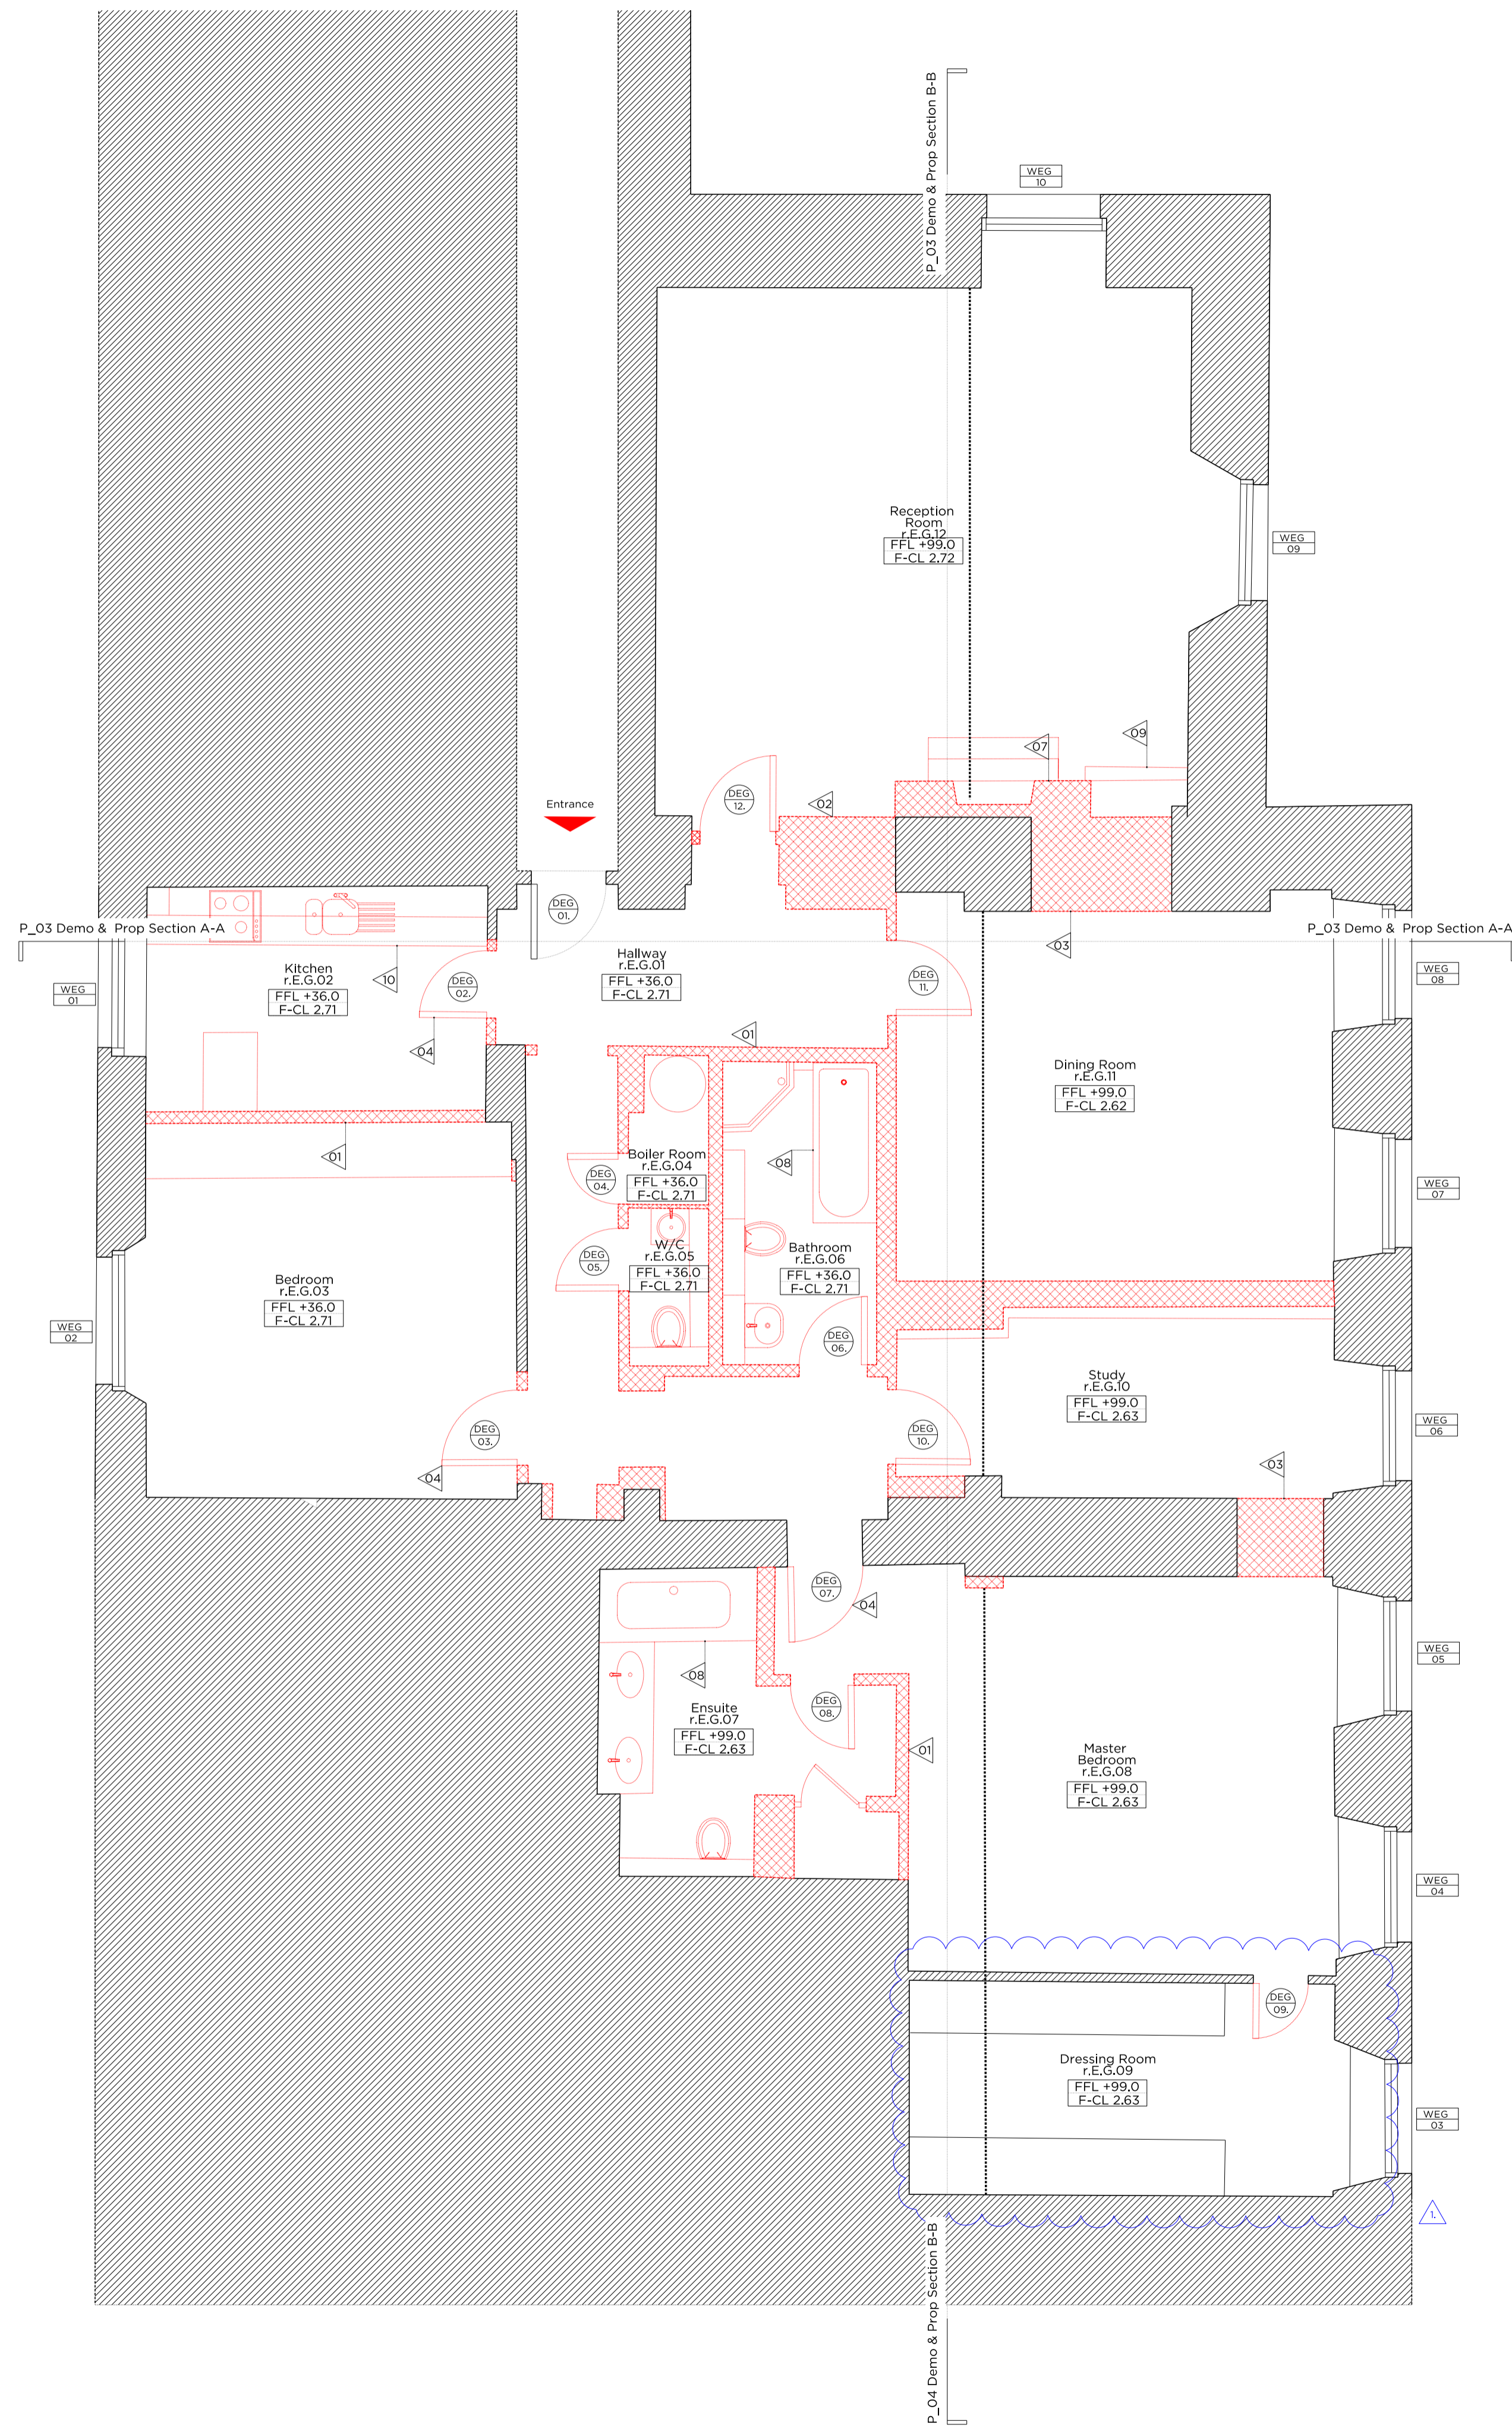 P_03 Demo & Prop Section B-B
WEG
10
Reception
Room
r.E.G.12
FFL +99.0
F-CL 2.72
WEG
09
09
07
02
DEG
12.
Entrance
DEG
01.
P_03 Demo &  Prop Section A-A
P_03 Demo &  Prop Section A-A
WEG
01
Kitchen
r.E.G.02
FFL +36.0
F-CL 2.71
10
DEG
02.
04
Hallway
r.E.G.01
FFL +36.0
F-CL 2.71
01
DEG
11.
03
WEG
08
Dining Room
r.E.G.11
FFL +99.0
F-CL 2.62
01
Boiler Room
r.E.G.04
FFL +36.0
F-CL 2.71
DEG
04.
08
WEG
07
W/C
r.E.G.05
FFL +36.0
F-CL 2.71
DEG
05.
Bathroom
r.E.G.06
FFL +36.0
F-CL 2.71
Bedroom
r.E.G.03
FFL +36.0
F-CL 2.71
WEG
02
DEG
06.
Study
r.E.G.10
FFL +99.0
F-CL 2.63
WEG
06
DEG
03.
04
DEG
10.
03
DEG
07.
04
08
WEG
05
Ensuite
r.E.G.07
FFL +99.0
F-CL 2.63
DEG
08.
01
Master
Bedroom
r.E.G.08
FFL +99.0
F-CL 2.63
WEG
04
DEG
09.
Dressing Room
r.E.G.09
FFL +99.0
F-CL 2.63
WEG
03
1.
P_04 Demo & Prop Section B-B